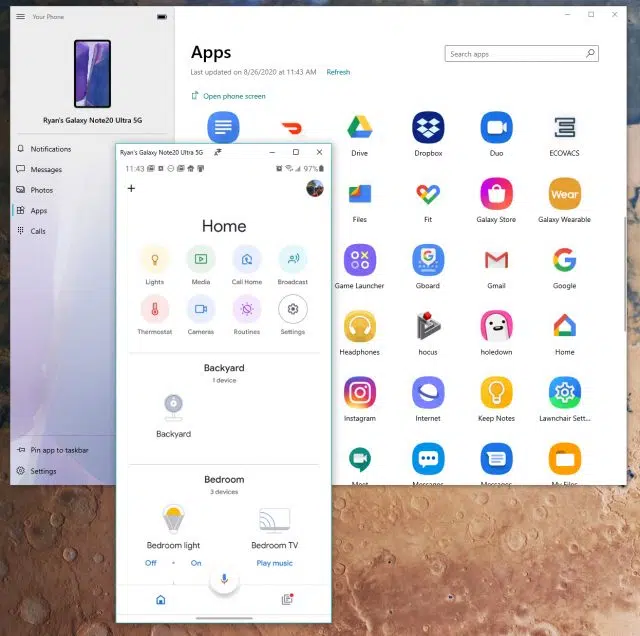 Your Phone
Ryan's Galaxy Note20 Ultra 5G
Notifications
Messages
Photos
Apps
Calls
Pin app to taskbar
Settings
Apps
Last updated on 8/26/2020 at 11:43 AM Refresh
Search apps
Open phone screen
Drive Dropbox Duo ECOVACS
Files Fit Galaxy Store Galaxy Wearable
Wear
Game Launcher Gboard Gmail Google
Headphones hocus holedown Home
Instagram Internet Keep Notes Lawnchair Sett...
Meet Messages Messages My Files
Ryan's Galaxy Note20 Ultra 5G
11:43 97%
Home
Lights Media Call Home Broadcast
Thermostat Cameras Routines Settings
Backyard
1 device
Backyard
Bedroom
3 devices
Bedroom light Bedroom TV
Off On Play music